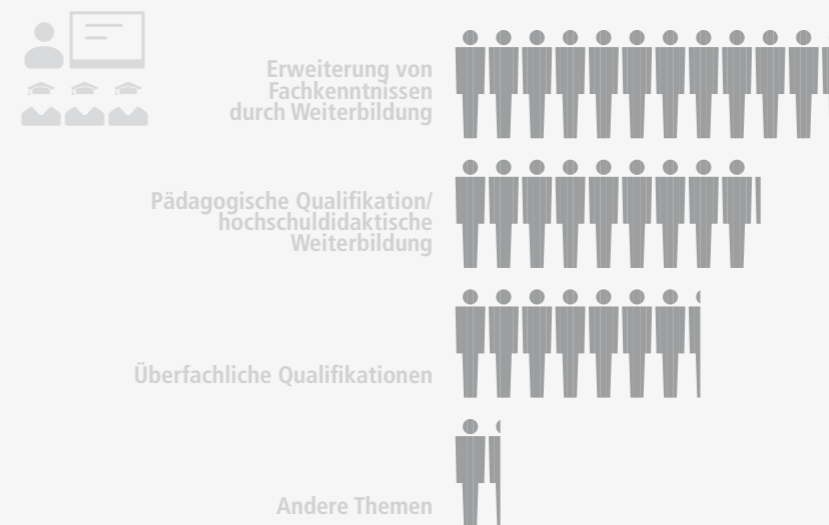 Erweiterung von
Fachkenntnissen
durch Weiterbildung
Pädagogische Qualifikation/
hochschuldidaktische
Weiterbildung
Überfachliche Qualifikationen
Andere Themen